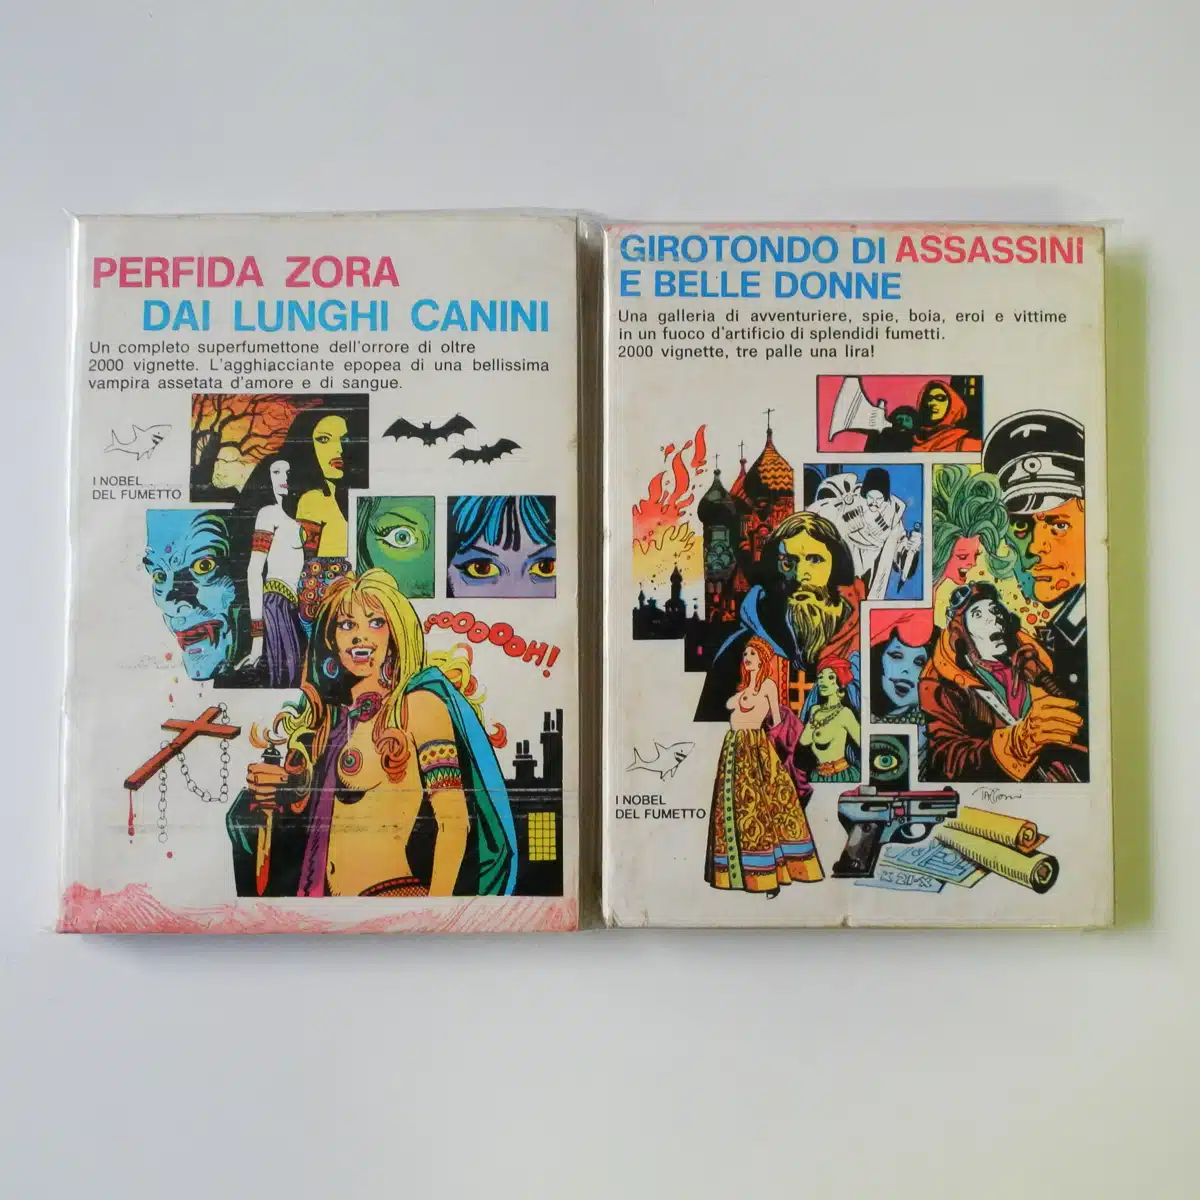 PERFIDA ZORA
DAI LUNGHI CANINI
Un completo superfumettone dell'orrore di oltre
2000 vignette. L'agghiacciante epopea di una bellissima
vampira assetata d'amore e di sangue.
I NOBEL
DEL FUMETTO
OOOOOH!
GIROTONDO DI ASSASSINI
E BELLE DONNE
Una galleria di avventuriere, spie, boia, eroi e vittime
in un fuoco d'artificio di splendidi fumetti.
2000 vignette, tre palle una lira!
I NOBEL
DEL FUMETTO